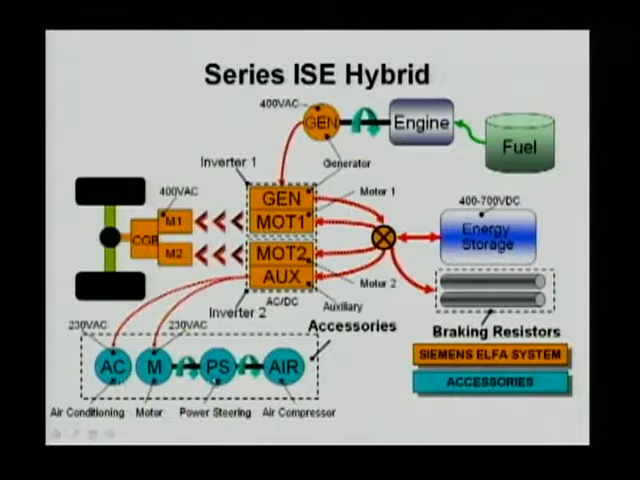 Series ISE Hybrid
400VAC
GEN
Engine
Fuel
Generator
Inverter 1
GEN
Motor 1
400VAC
400-700VDC
M1
MOT1
Energy
Storage
CGB
M2
MOT2
Motor 2
AUX
Inverter 2
AC/DC
Auxiliary
230VAC
230VAC
Accessories
Braking Resistors
SIEMENS ELFA SYSTEM
AC
M
PS
AIR
ACCESSORIES
Air Conditioning
Motor
Power Steering
Air Compressor